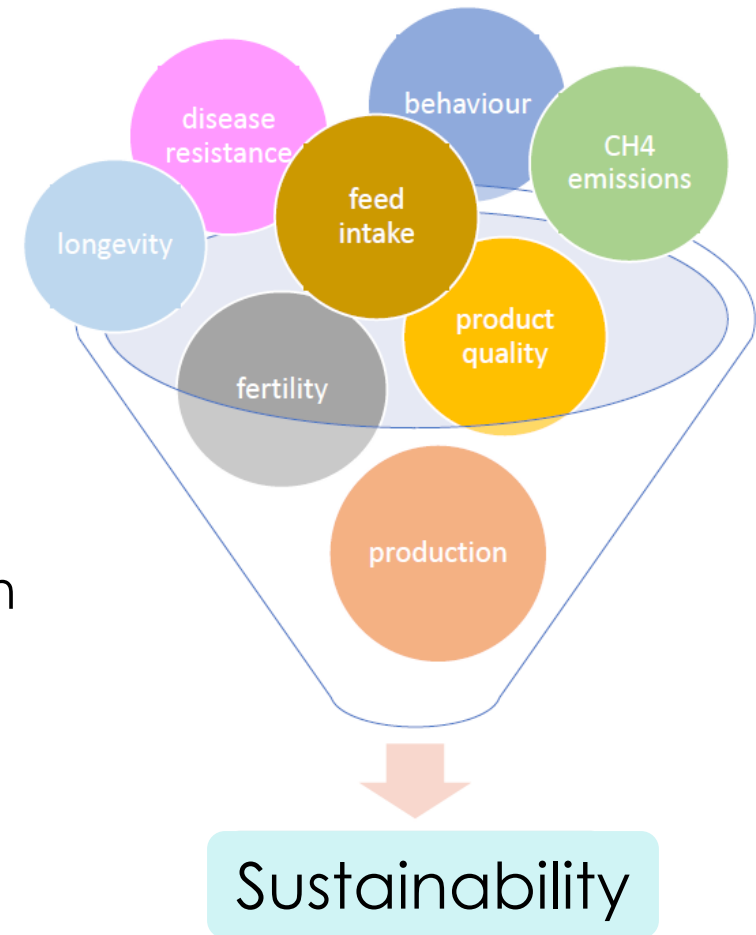 behaviour
disease
resistance
CH4
emissions
feed
intake
longevity
product
quality
fertility
production
n
Sustainability